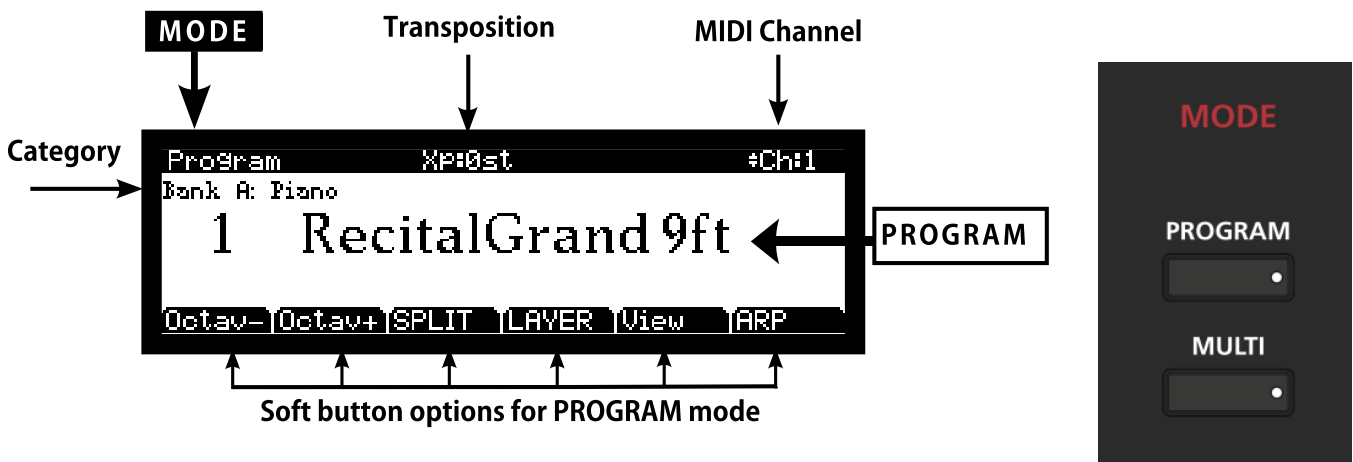 MODE
Transposition
MIDI Channel
Category
Program Xp:0st ÷Ch:1
Bank A: Piano
1 RecitalGrand 9ft
PROGRAM
Octav- Octav+ SPLIT LAYER View ARP
Soft button options for PROGRAM mode
MODE
PROGRAM
MULTI